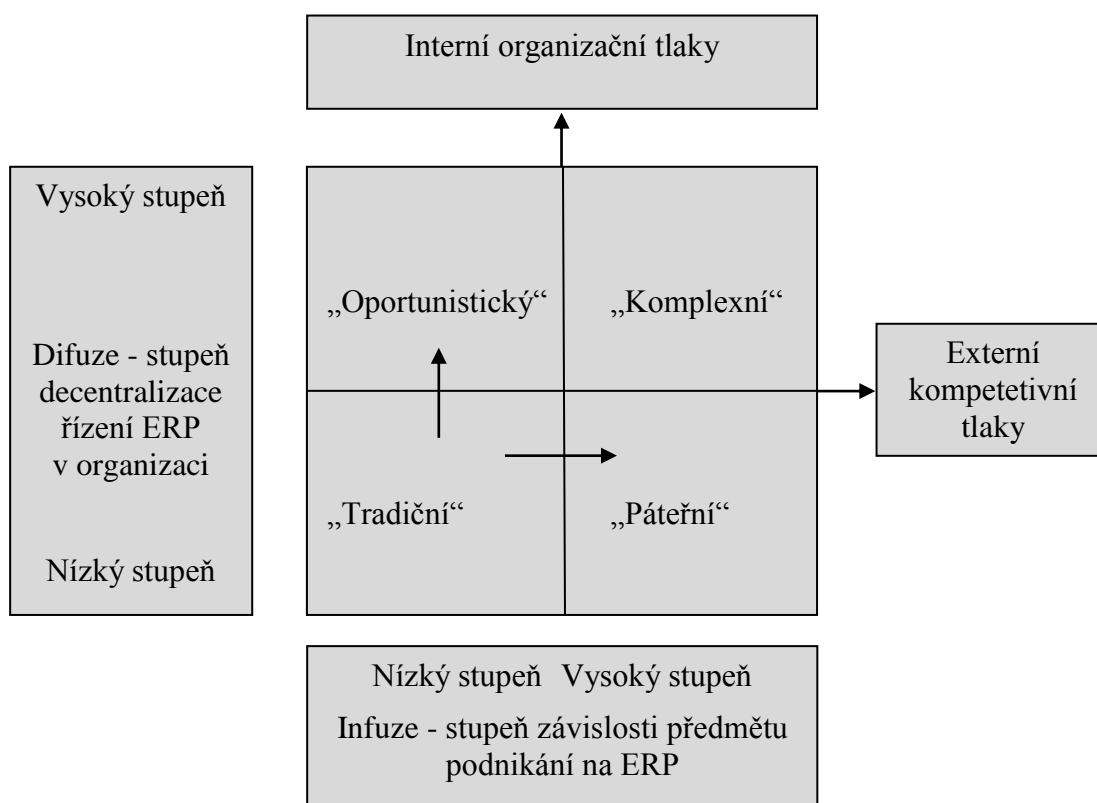 Interní organizační tlaky
Vysoký stupeň
„Oportunistický“ „Komplexní“
Difuze - stupeň
decentralizace
řízení ERP
v organizaci
Externí
kompetetivní
tlaky
„Tradiční“ „Páteřní“
Nízký stupeň
Nízký stupeň Vysoký stupeň
Infuze - stupeň závislosti předmětu
podnikání na ERP